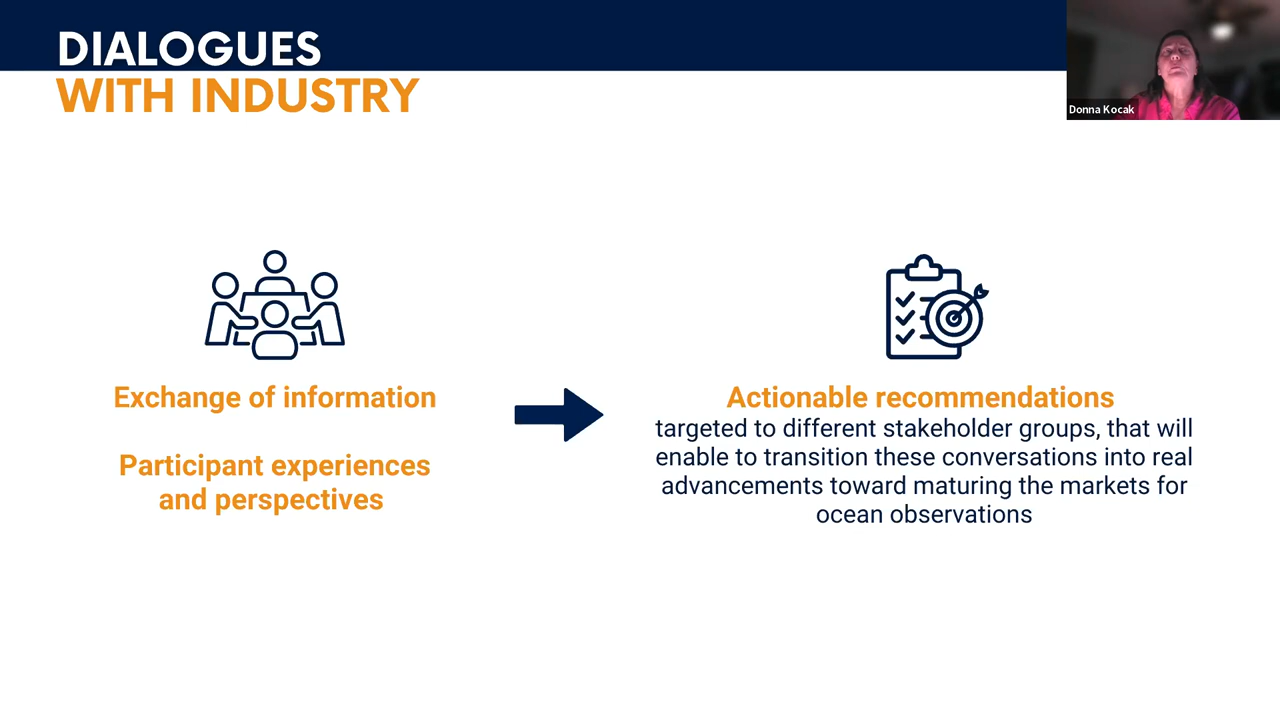 DIALOGUES
WITH INDUSTRY
Donna Kocak
Exchange of information
Participant experiences
and perspectives
Actionable recommendations
targeted to different stakeholder groups, that will
enable to transition these conversations into real
advancements toward maturing the markets for
ocean observations